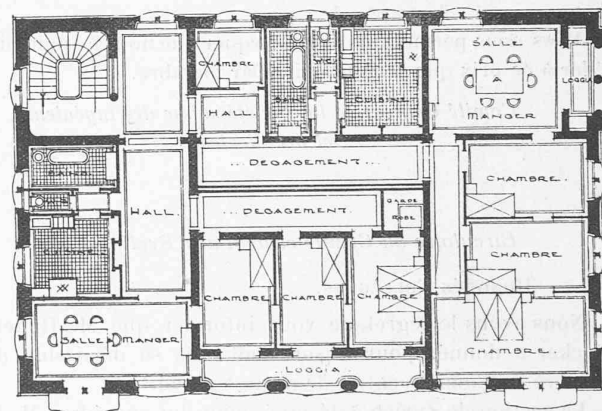 CHAMBRE
BAIN
W.C.
CUISINE
SALLE
À
MANGER
LOGGIA
HALL
DEGAGEMENT
BAINS
HALL
DEGAGEMENT
GARDE
ROBE
CHAMBRE
CHAMBRE
CUISINE
CHAMBRE
CHAMBRE
CHAMBRE
CHAMBRE
SALLE À MANGER
LOGGIA